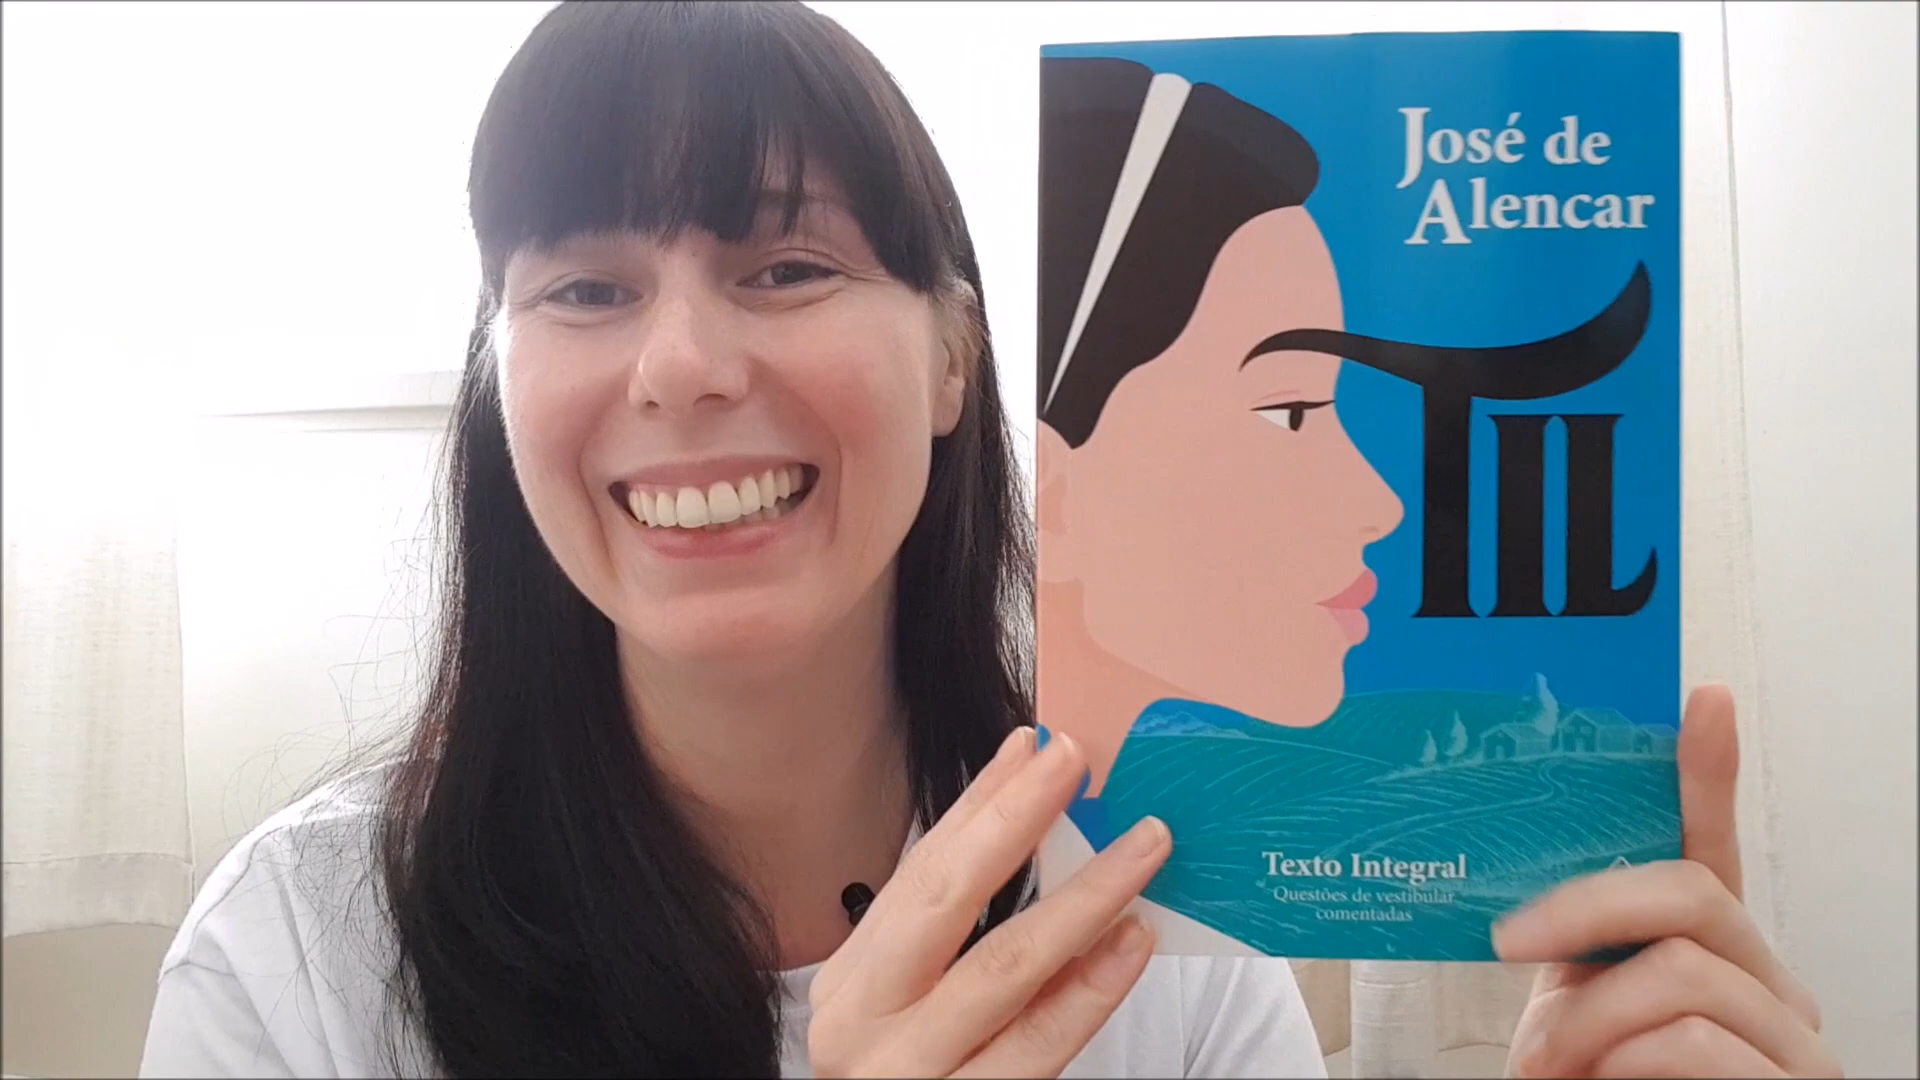 José de
Alencar
TIL
Texto Integral
Questões de vestibular
comentadas